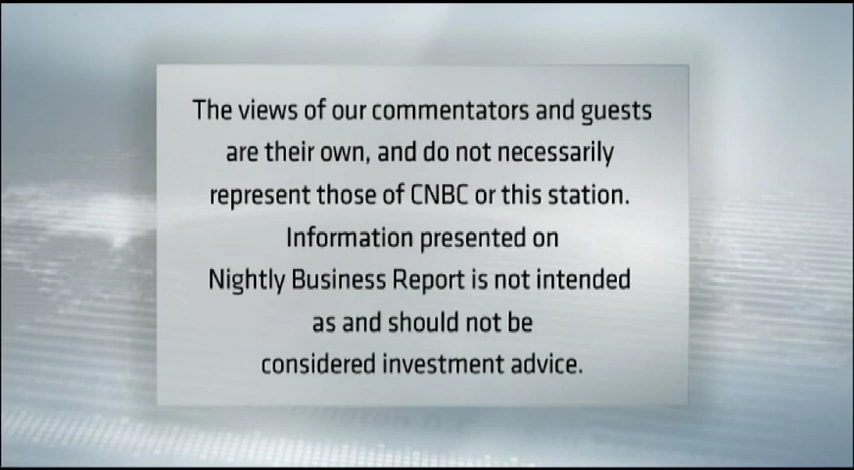 The views of our commentators and guests
are their own, and do not necessarily
represent those of CNBC or this station.
Information presented on
Nightly Business Report is not intended
as and should not be
considered investment advice.